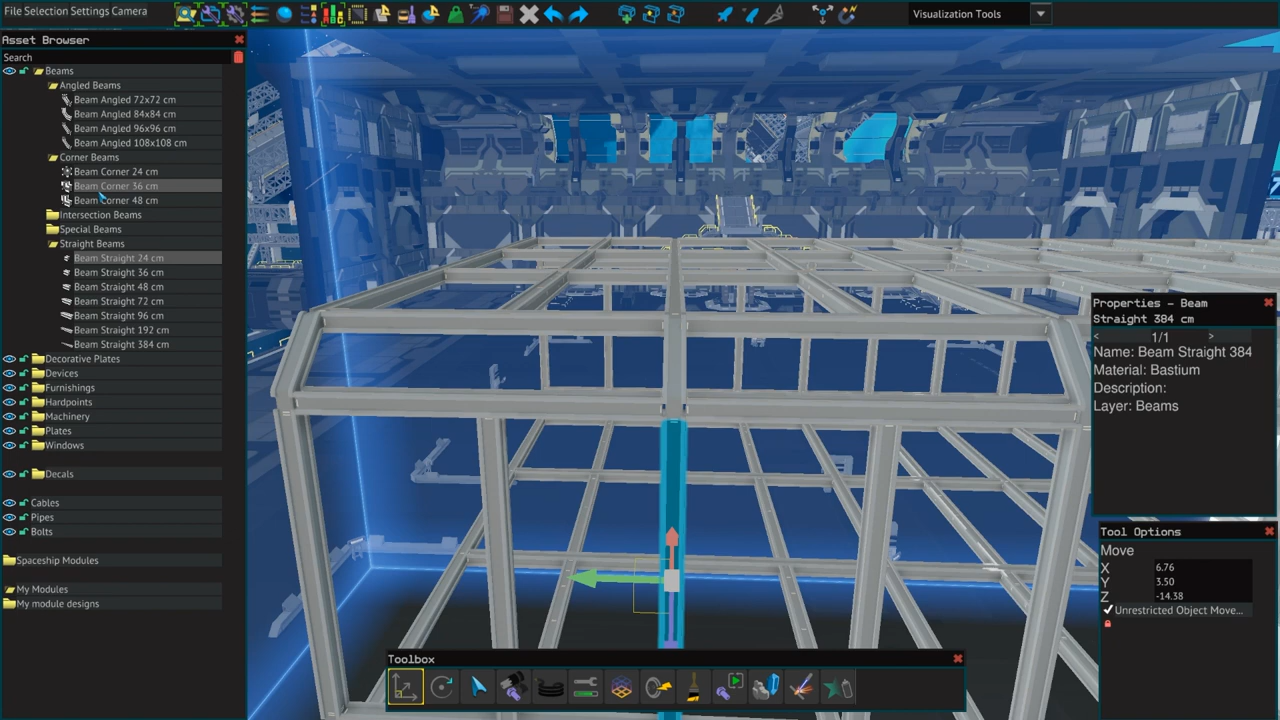 File Selection Settings Camera
Visualization Tools
Asset Browser
Search
Beams
Angled Beams
Beam Angled 72x72 cm
Beam Angled 84x84 cm
Beam Angled 96x96 cm
Beam Angled 108x108 cm
Corner Beams
Beam Corner 24 cm
Beam Corner 36 cm
Beam Corner 48 cm
Intersection Beams
Special Beams
Straight Beams
Beam Straight 24 cm
Beam Straight 36 cm
Beam Straight 48 cm
Beam Straight 72 cm
Beam Straight 96 cm
Beam Straight 192 cm
Beam Straight 384 cm
Decorative Plates
Devices
Furnishings
Hardpoints
Machinery
Plates
Windows
Decals
Cables
Pipes
Bolts
Spaceship Modules
My Modules
My module designs
Properties - Beam
Straight 384 cm
< 1/1 >
Name: Beam Straight 384
Material: Bastium
Description:
Layer: Beams
Tool Options
Move
X 6.76
Y 3.50
Z -14.38
Unrestricted Object Move...
Toolbox